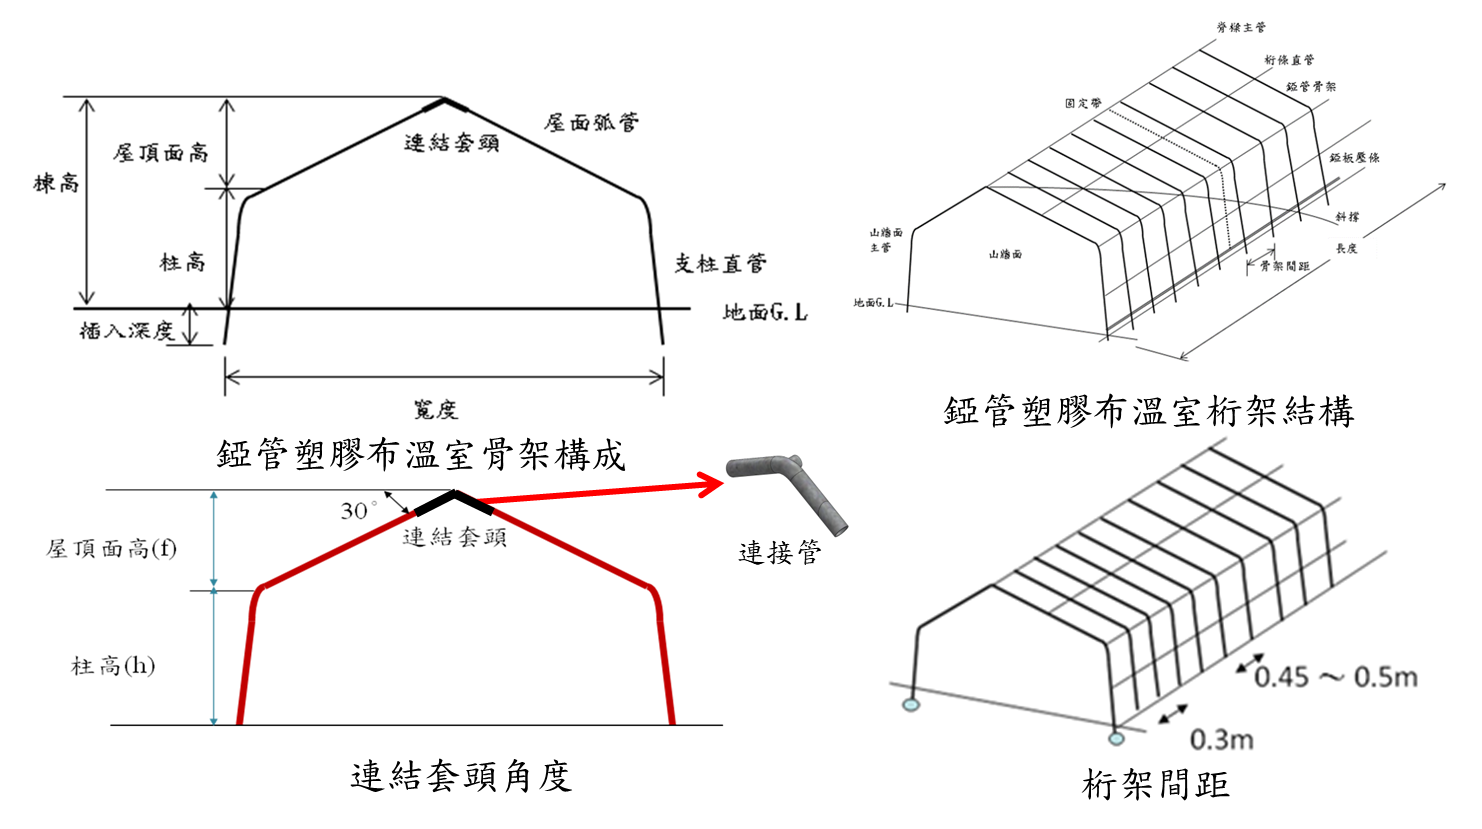 屋頂面高
棟高
柱高
插入深度
連結套頭
屋面弧管
支柱直管
地面G.L
寬度
錏管塑膠布溫室骨架構成
脊樑主管
桁條直管
錏管骨架
固定帶
錏板壓條
斜撐
長度
骨架間距
山牆面
主管
山牆面
地面G.L
錏管塑膠布溫室桁架結構
30°
連結套頭
屋頂面高(f)
柱高(h)
連接管
連結套頭角度
0.45 ~ 0.5m
0.3m
桁架間距